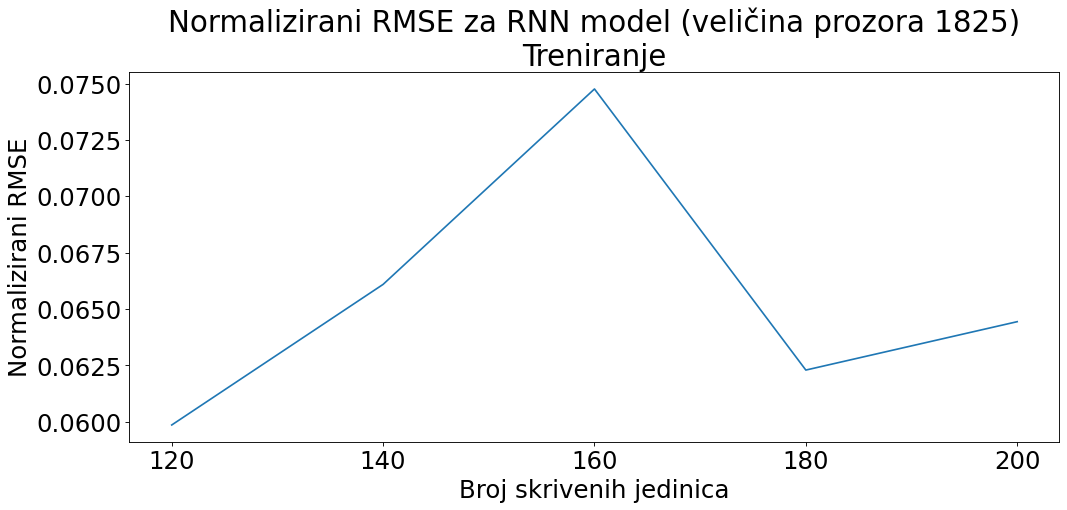 Normalizirani RMSE za RNN model (veličina prozora 1825)
Treniranje
Normalizirani RMSE
0.0750
0.0725
0.0700
0.0675
0.0650
0.0625
0.0600
120 140 160 180 200
Broj skrivenih jedinica